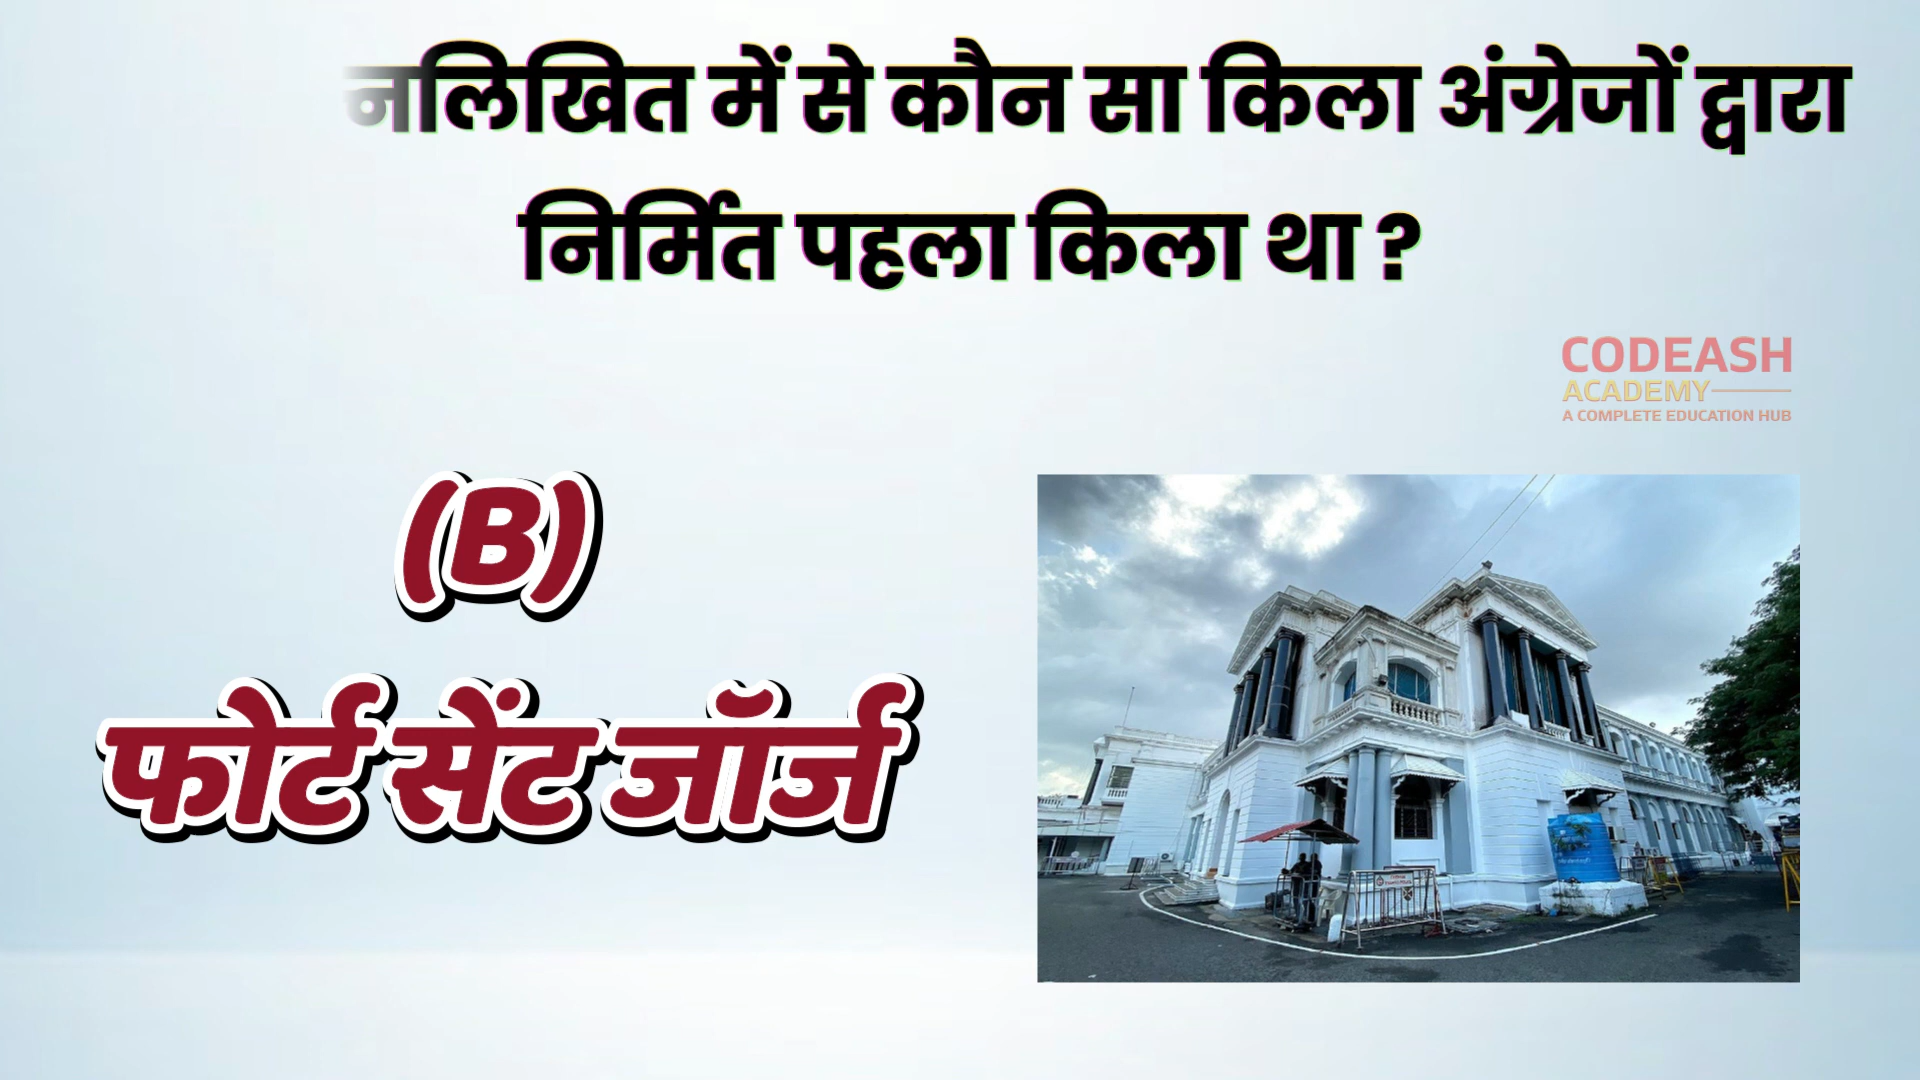 नलिखित में से कौन सा किला अंग्रेजों द्वारा
निर्मित पहला किला था ?
CODEASH
ACADEMY
A COMPLETE EDUCATION HUB
(B)
फोर्ट सेंट जॉर्ज